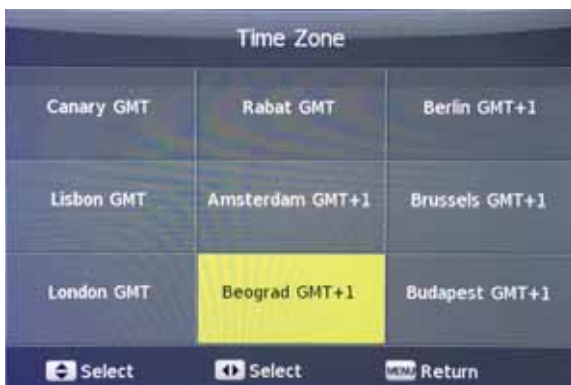 Time Zone
Canary GMT Rabat GMT Berlin GMT+1
Lisbon GMT Amsterdam GMT+1 Brussels GMT+1
London GMT Beograd GMT+1 Budapest GMT+1
Select Select MENU Return